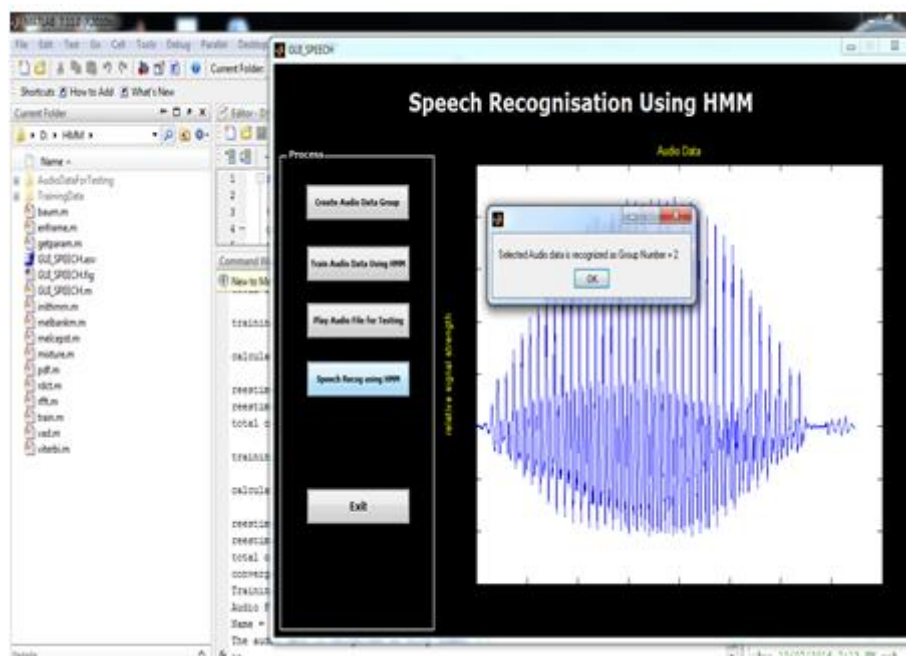 File Edit Text Go Cell Tools Debug Parallel Desktop
Current Folder:
Shortcuts How to Add What's New
Current Folder
D: HMM
Name
AudioDataForTesting
TrainingData
baum.m
enframe.m
getparam.m
GUI_SPEECH.asv
GUI_SPEECH.fig
GUI_SPEECH.m
inithmm.m
melbankm.m
melcepst.m
mixture.m
pdf.m
rdct.m
rfft.m
train.m
vad.m
viterbi.m
Editor - D:
1
2
3
4
Command W
New to M
trainin
calcula
reestim
reestim
total c
trainin
calcula
reestim
reestim
total c
converg
Trainin
Audio F
Name =
GUI_SPEECH
Speech Recognisation Using HMM
Process
Create Audio Data Group
Train Audio Data Using HMM
Play Audio File for Testing
Speech Recog using HMM
Exit
Audio Data
relative signal strength
Selected Audio data is recognized as Group Number = 2
OK